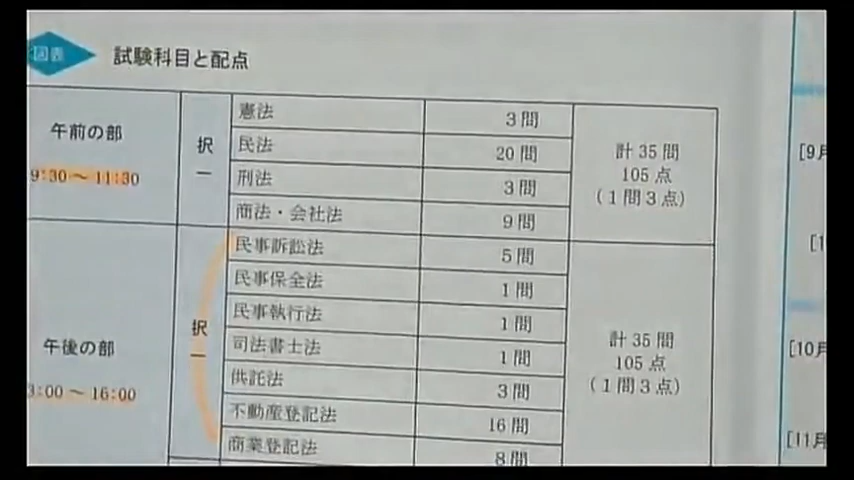 図表 試験科目と配点
午前の部
9:30～11:30
択一
憲法 3問
民法 20問
刑法 3問
商法・会社法 9問
計35問
105点
(1問3点)
午後の部
3:00～16:00
択一
民事訴訟法 5問
民事保全法 1問
民事執行法 1問
司法書士法 1問
供託法 3問
不動産登記法 16問
商業登記法 8問
計35問
105点
(1問3点)
[9月
[1
[10月
[11月